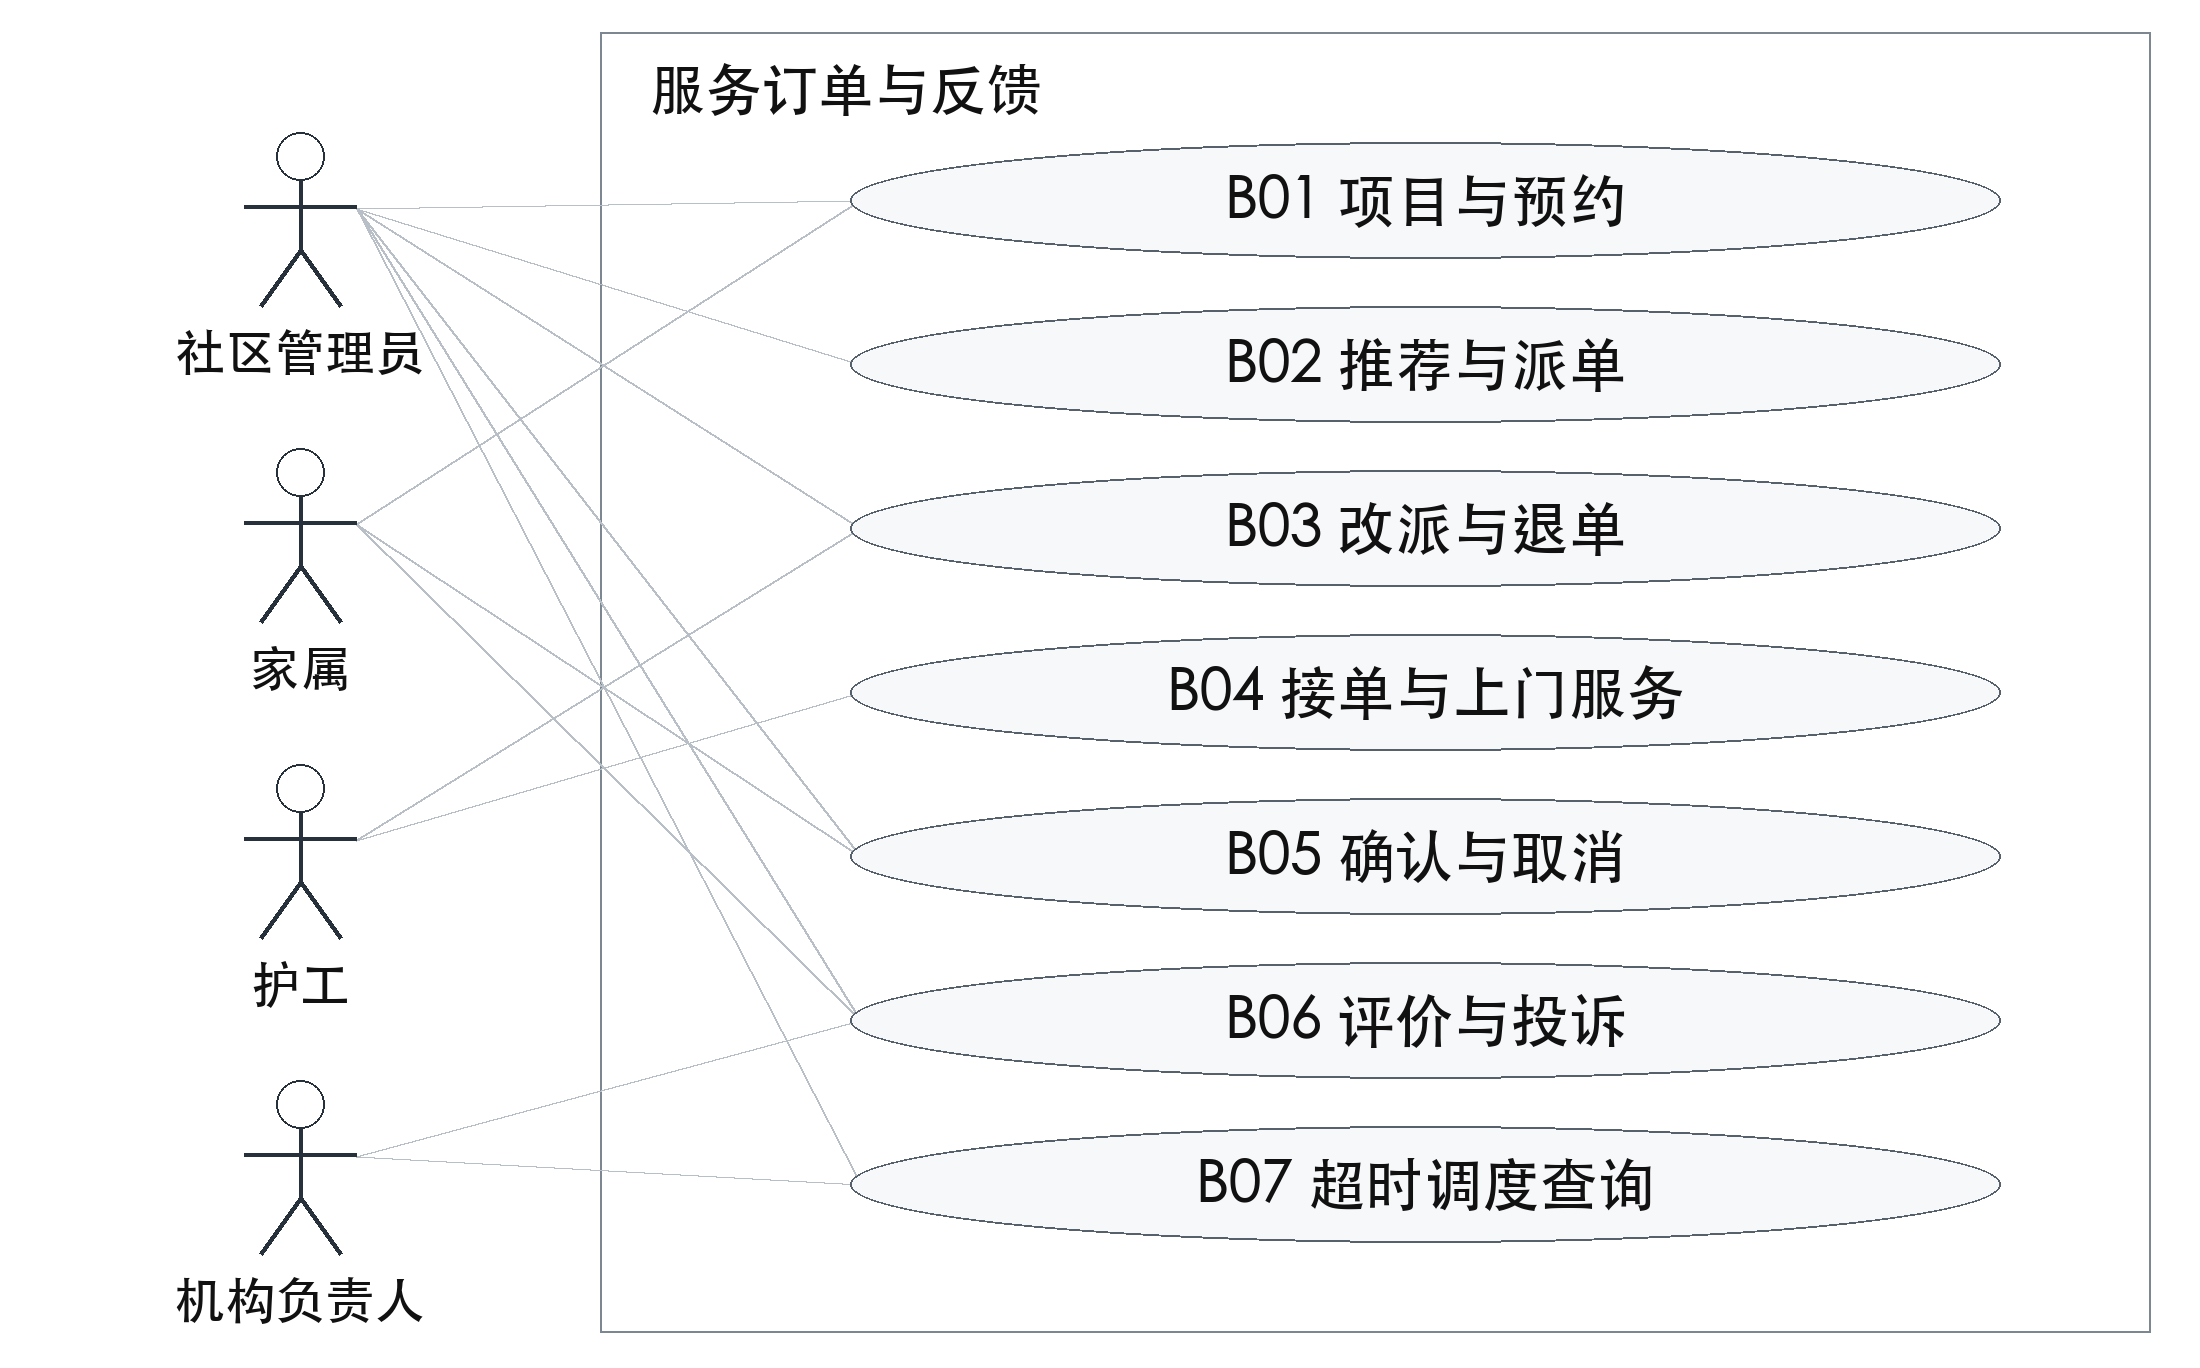 服务订单与反馈
社区管理员
家属
护工
机构负责人
B01 项目与预约
B02 推荐与派单
B03 改派与退单
B04 接单与上门服务
B05 确认与取消
B06 评价与投诉
B07 超时调度查询